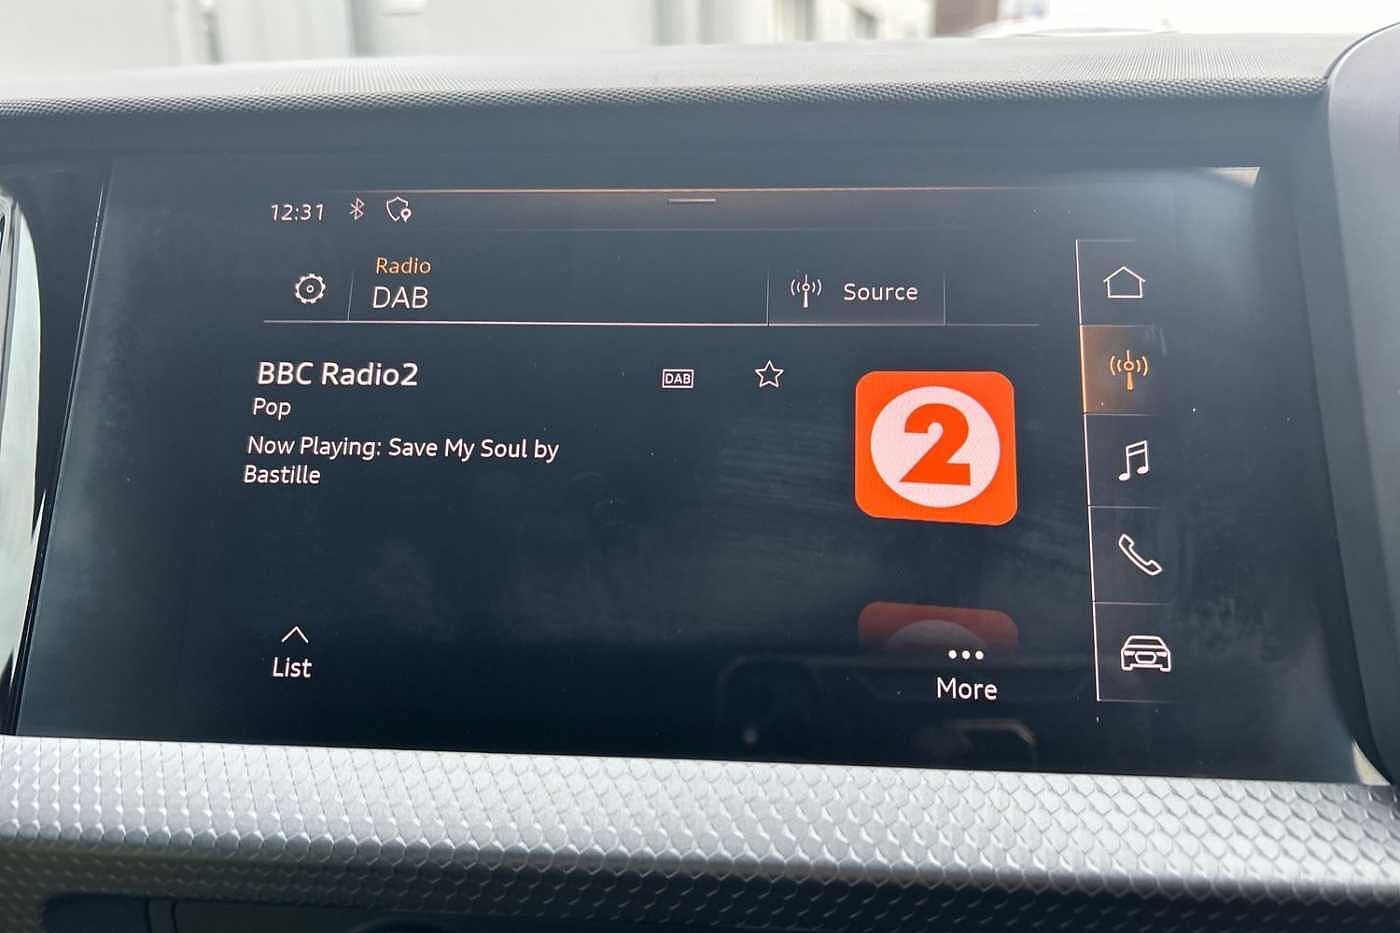 12:31
Radio
DAB
Source
BBC Radio2
DAB
Pop
Now Playing: Save My Soul by
Bastille
2
List
More